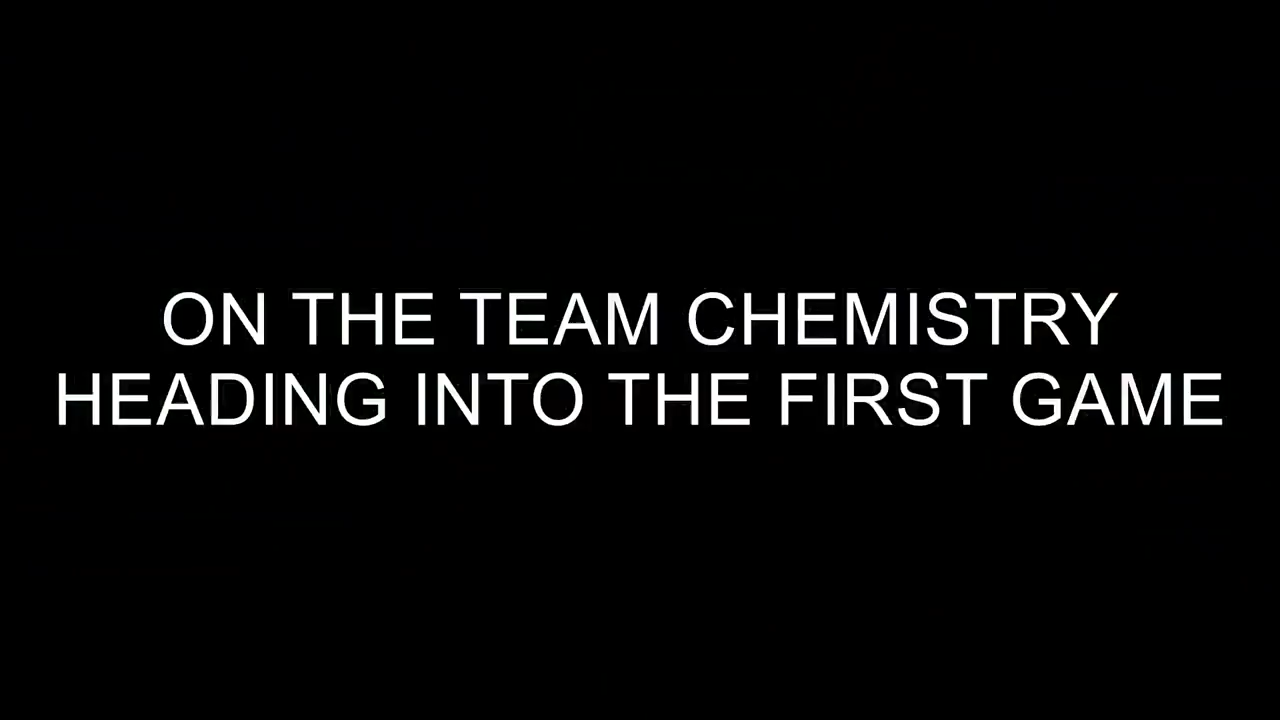 ON THE TEAM CHEMISTRY
HEADING INTO THE FIRST GAME